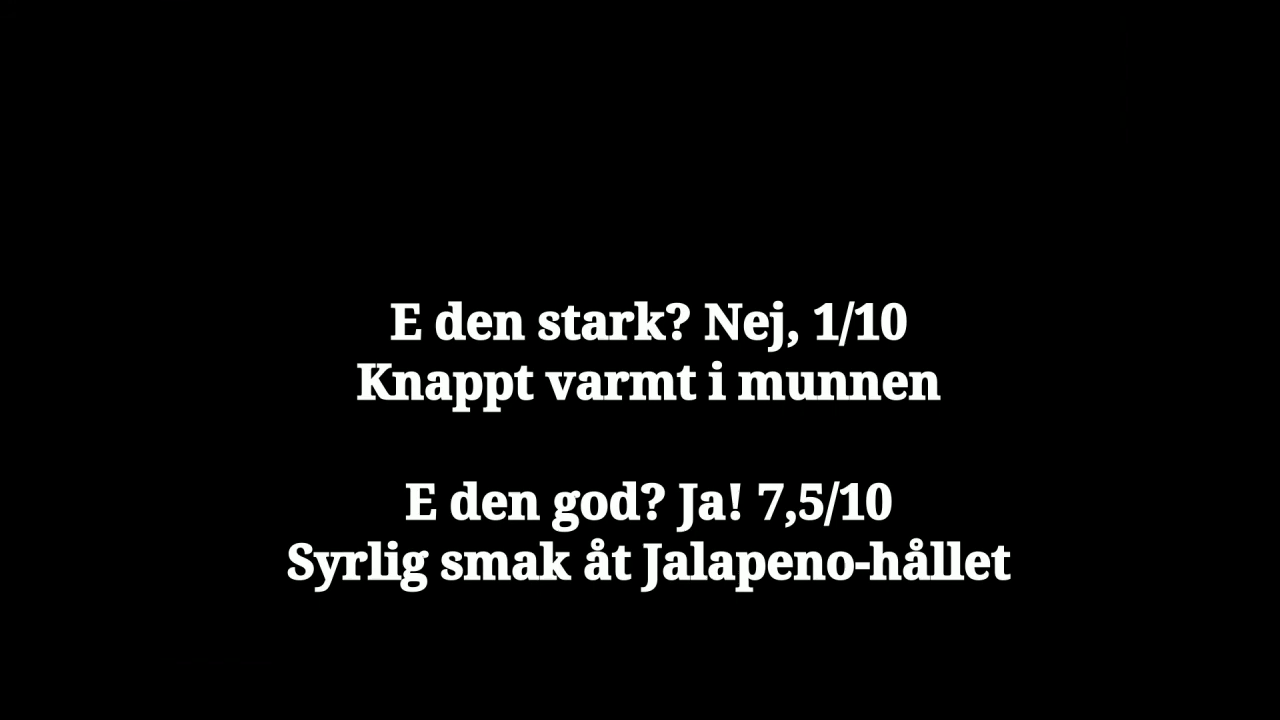 E den stark? Nej, 1/10
Knappt varmt i munnen
E den god? Ja! 7,5/10
Syrlig smak åt Jalapeno-hållet